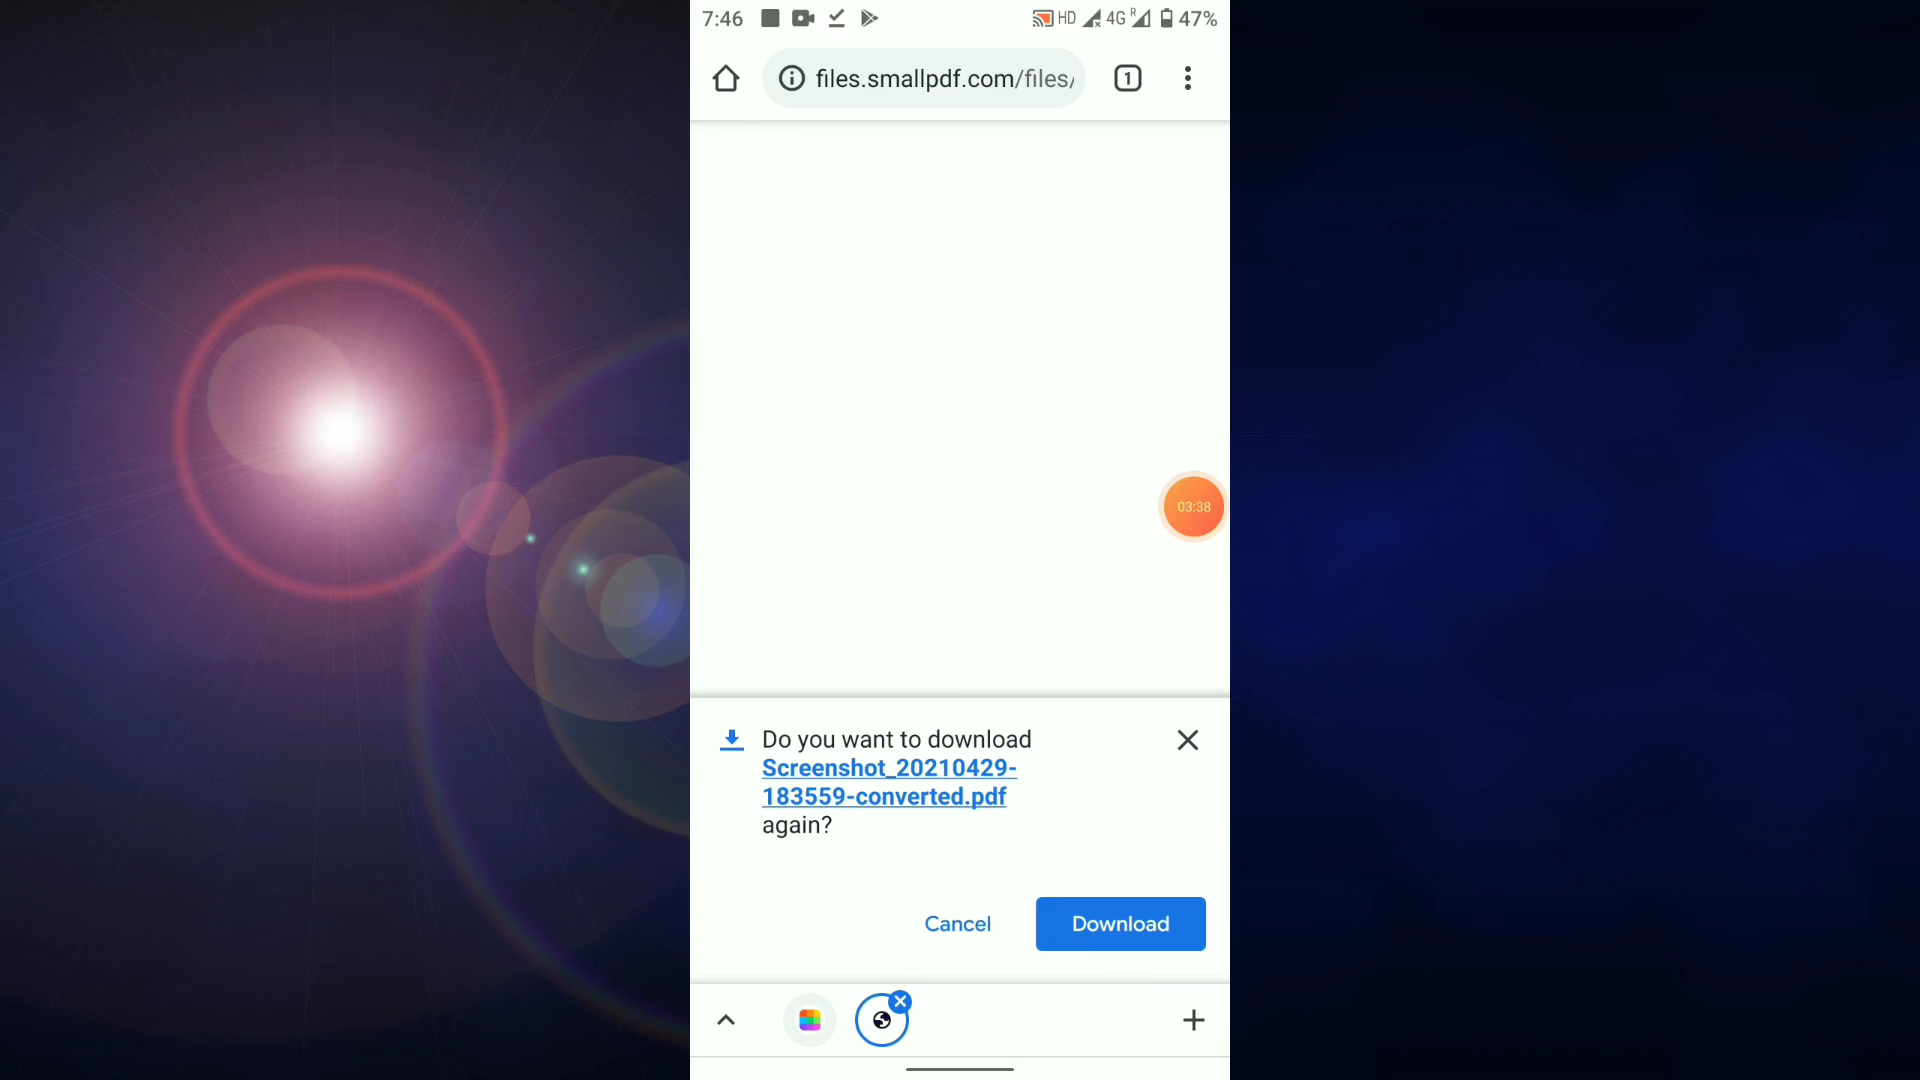 7:46 HD 4G R 47%
files.smallpdf.com/files/ 1
03:38
Do you want to download
Screenshot_20210429-
183559-converted.pdf
again?
Cancel Download